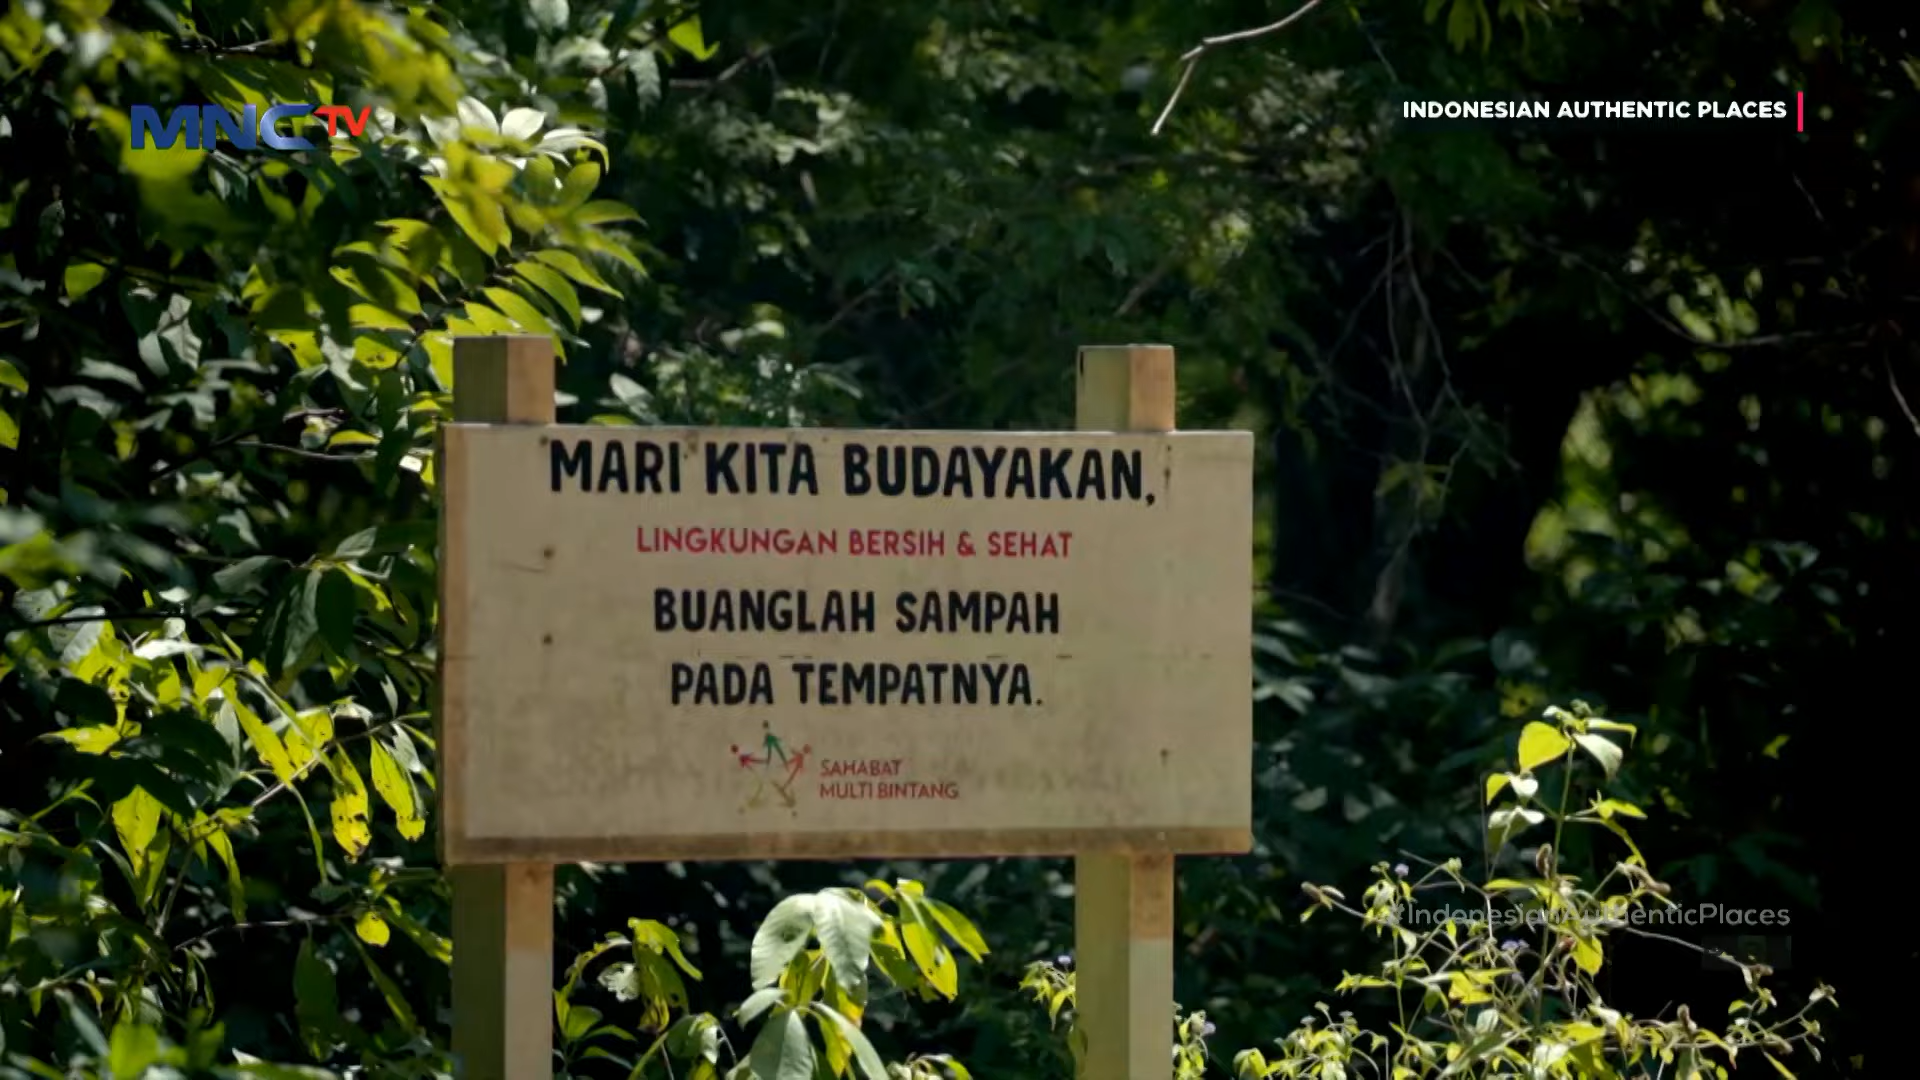 MNCTV
INDONESIAN AUTHENTIC PLACES
MARI KITA BUDAYAKAN,
LINGKUNGAN BERSIH & SEHAT
BUANGLAH SAMPAH
PADA TEMPATNYA.
SAHABAT
MULTI BINTANG
#IndonesianAuthenticPlaces